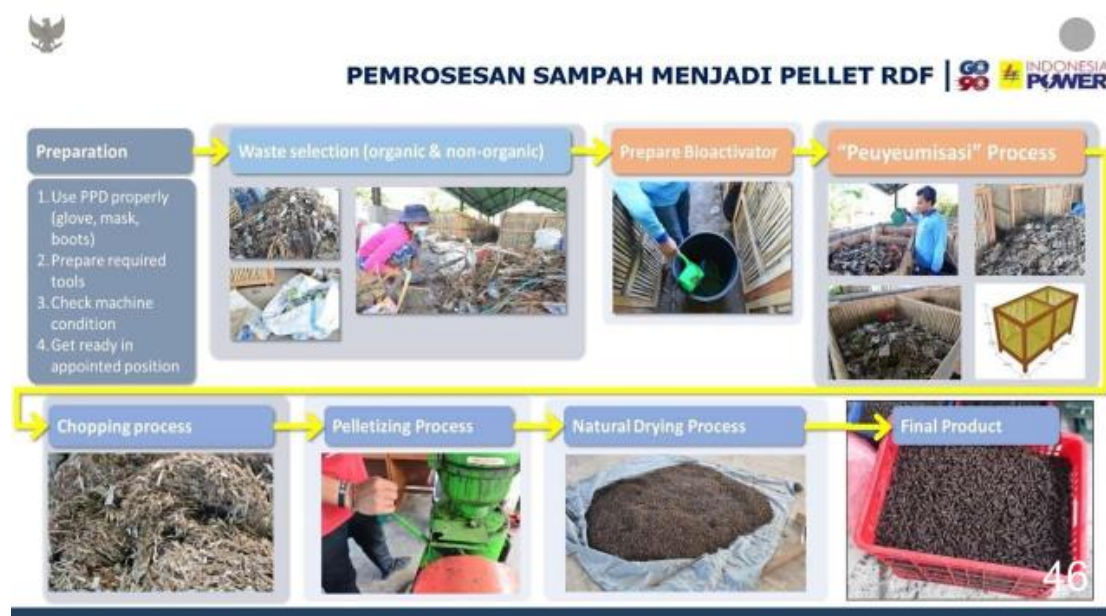 PEMROSESAN SAMPAH MENJADI PELLET RDF
GO
90
INDONESIA
POWER
Preparation
1. Use PPD properly
(glove, mask,
boots)
2. Prepare required
tools
3. Check machine
condition
4. Get ready in
appointed position
Waste selection (organic & non-organic)
Prepare Bioactivator
“Peuyeumisasi” Process
Chopping process
Pelletizing Process
Natural Drying Process
Final Product
46